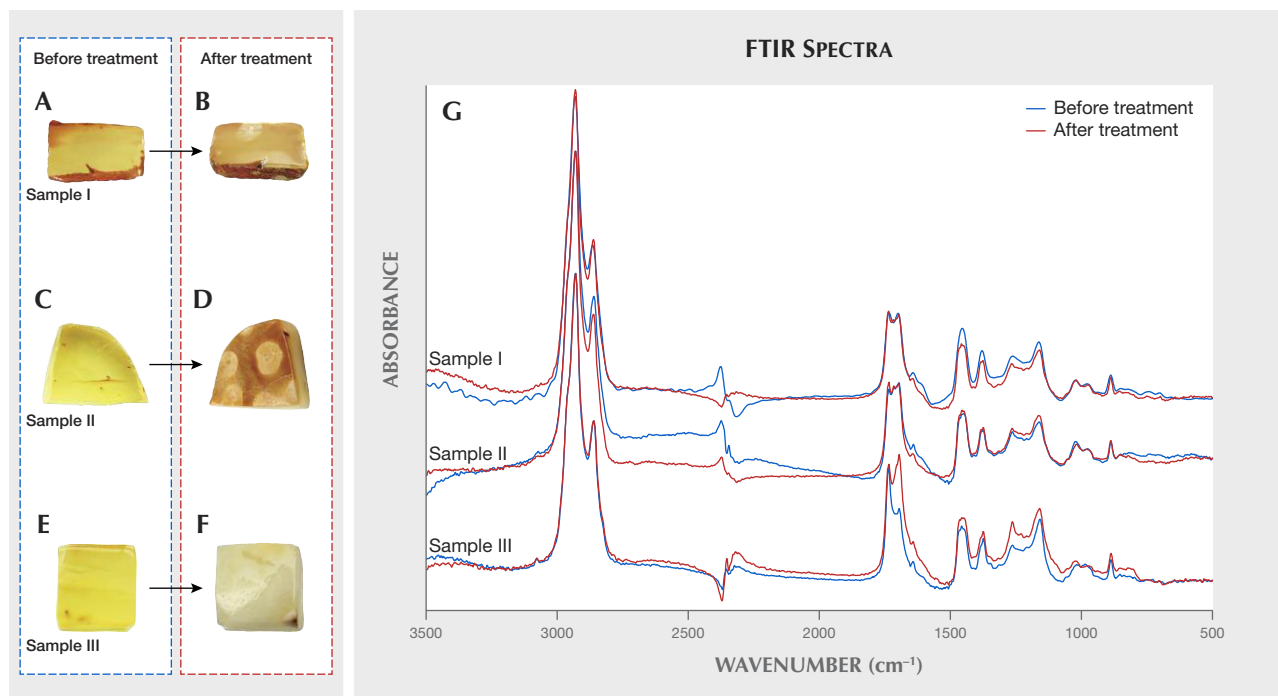 Before treatment
After treatment
A
B
Sample I
C
D
Sample II
E
F
Sample III
FTIR SPECTRA
G
Before treatment
After treatment
ABSORBANCE
Sample I
Sample II
Sample III
3500 3000 2500 2000 1500 1000 500
WAVENUMBER (cm⁻¹)